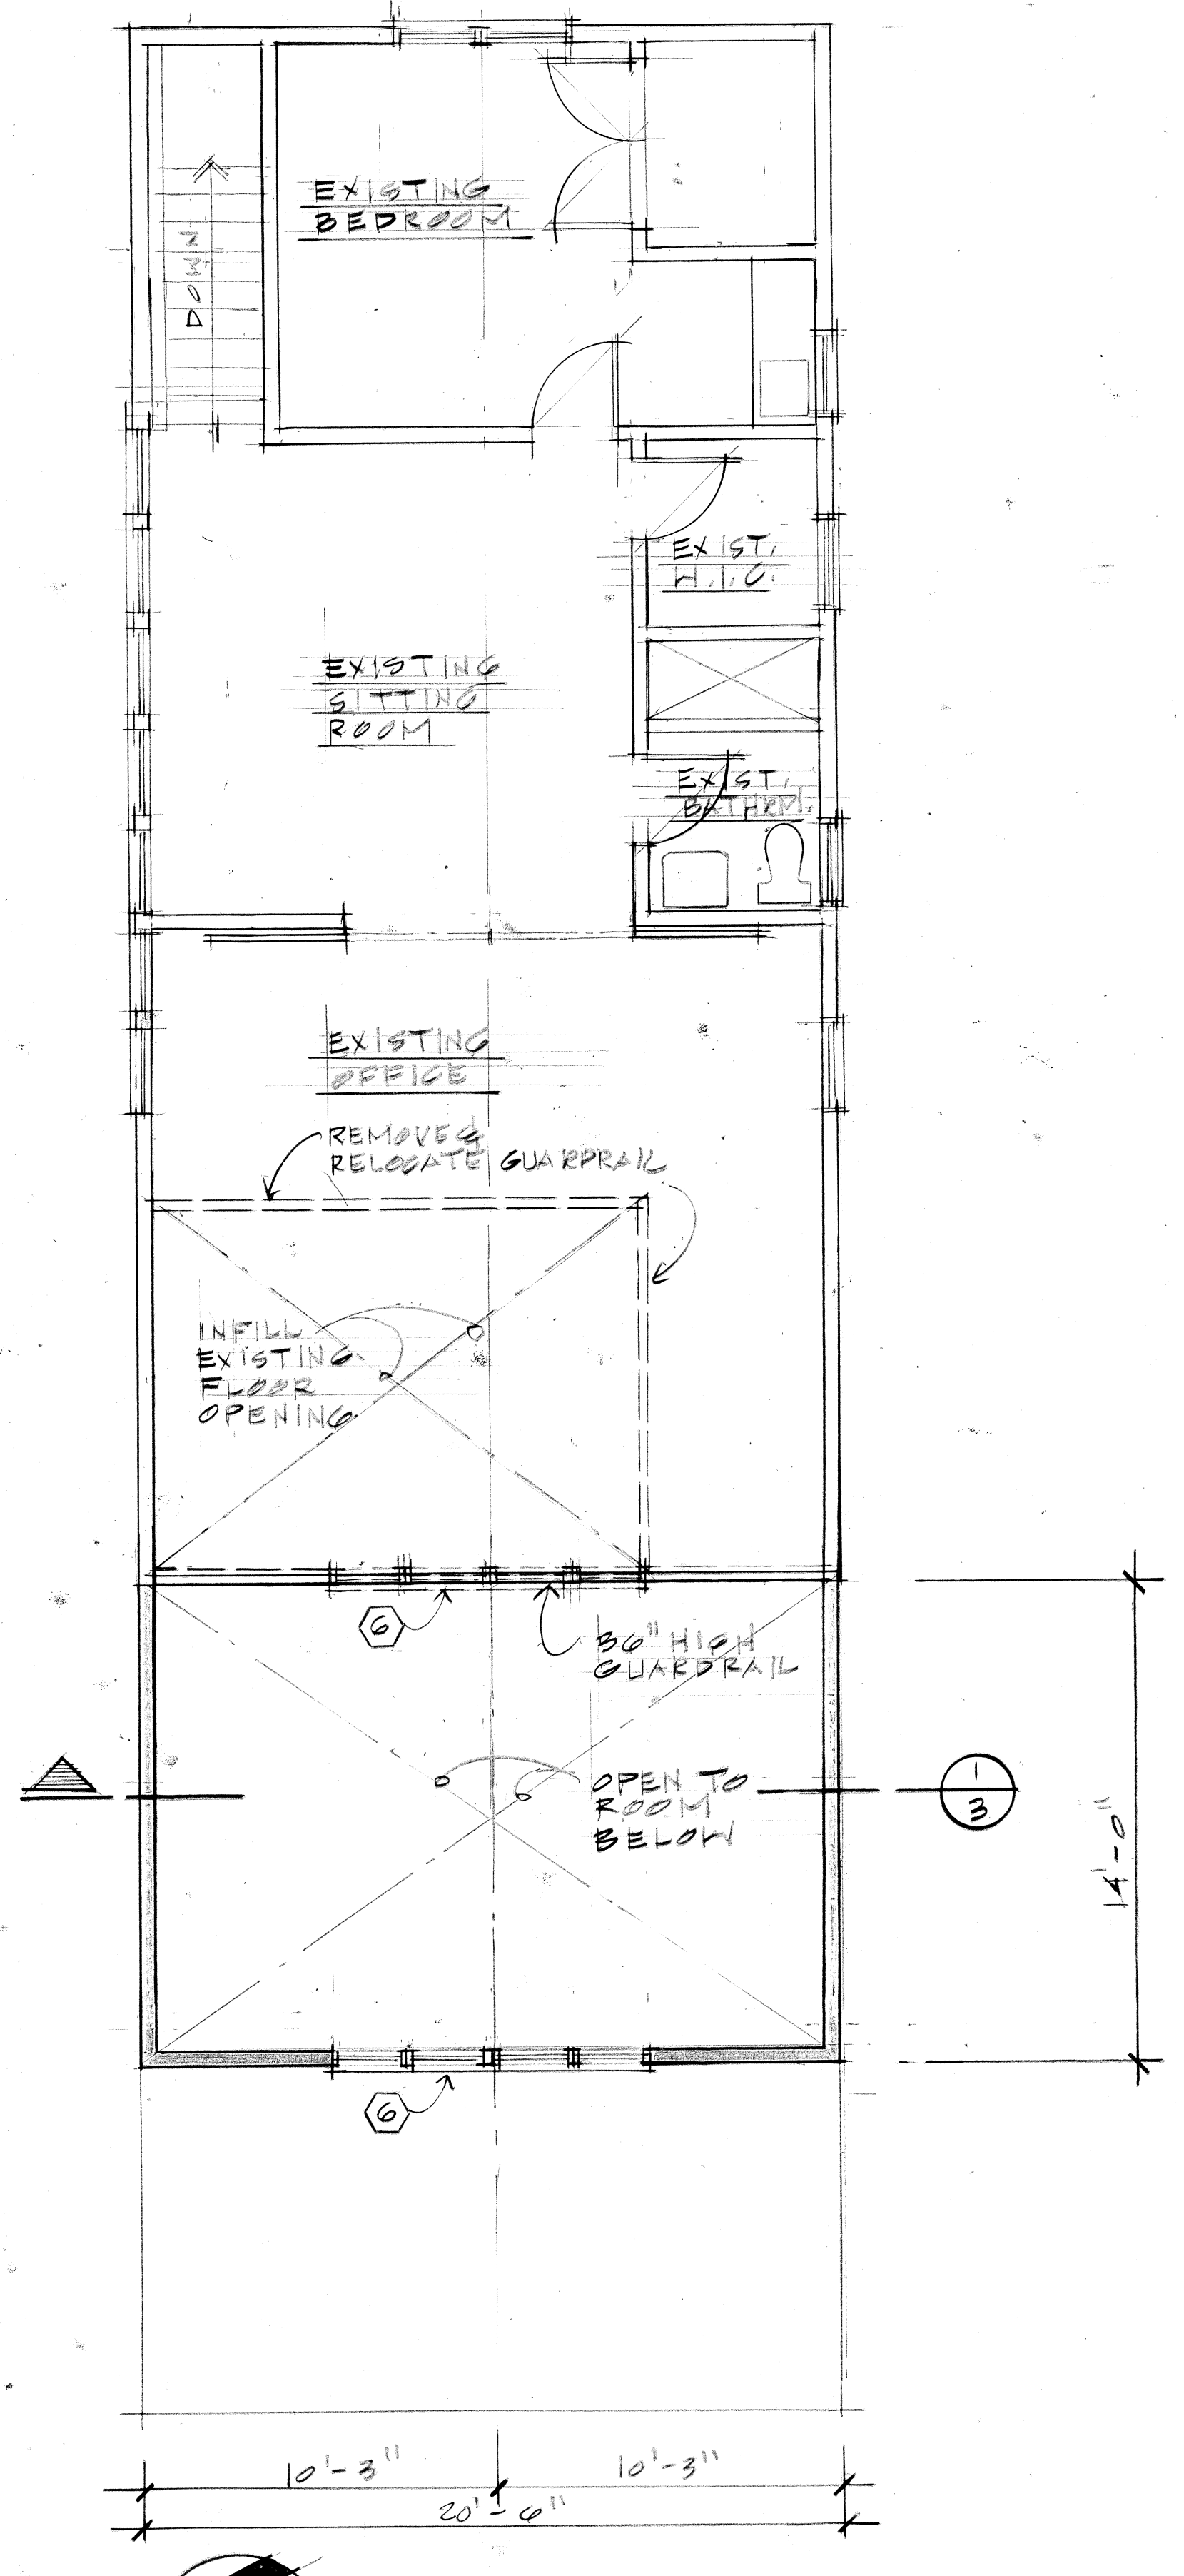 EXISTING
BEDROOM
DOWN
EXIST.
W.I.C.
EXISTING
SITTING
ROOM
EXIST.
BATHRM.
EXISTING
OFFICE
REMOVE &
RELOCATE GUARDRAIL
INFILL
EXISTING
FLOOR
OPENING
6
36" HIGH
GUARDRAIL
OPEN TO
ROOM
BELOW
1
3
14'-0"
6
10'-3"
10'-3"
20'-6"